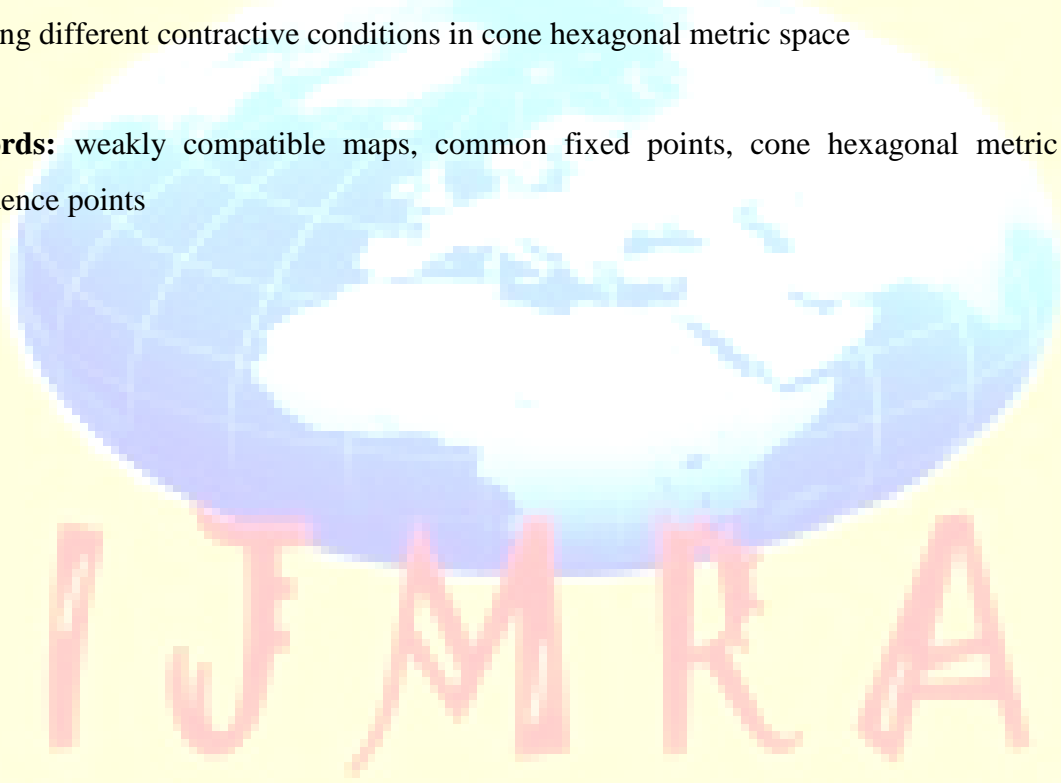 ng different contractive conditions in cone hexagonal metric space
rds: weakly compatible maps, common fixed points, cone hexagonal metric
ence points
IJMRA